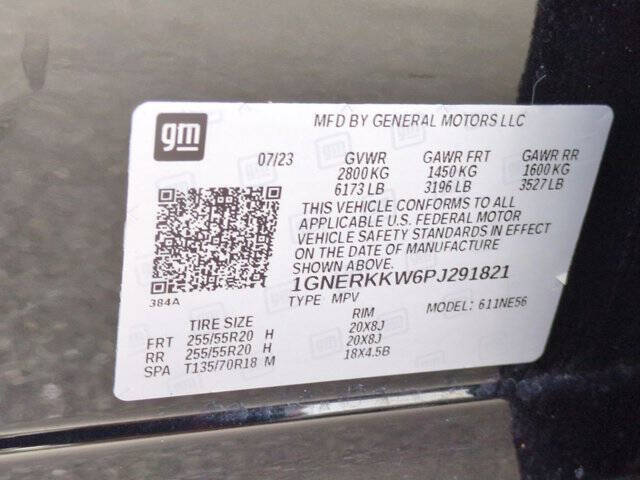 gm
MFD BY GENERAL MOTORS LLC
07/23 GVWR GAWR FRT GAWR RR
2800 KG 1450 KG 1600 KG
6173 LB 3196 LB 3527 LB
THIS VEHICLE CONFORMS TO ALL
APPLICABLE U.S. FEDERAL MOTOR
VEHICLE SAFETY STANDARDS IN EFFECT
ON THE DATE OF MANUFACTURE
SHOWN ABOVE.
384A
1GNERKKW6PJ291821
TYPE MPV MODEL: 611NE56
TIRE SIZE RIM
FRT 255/55R20 H 20X8J
RR 255/55R20 H 20X8J
SPA T135/70R18 M 18X4.5B